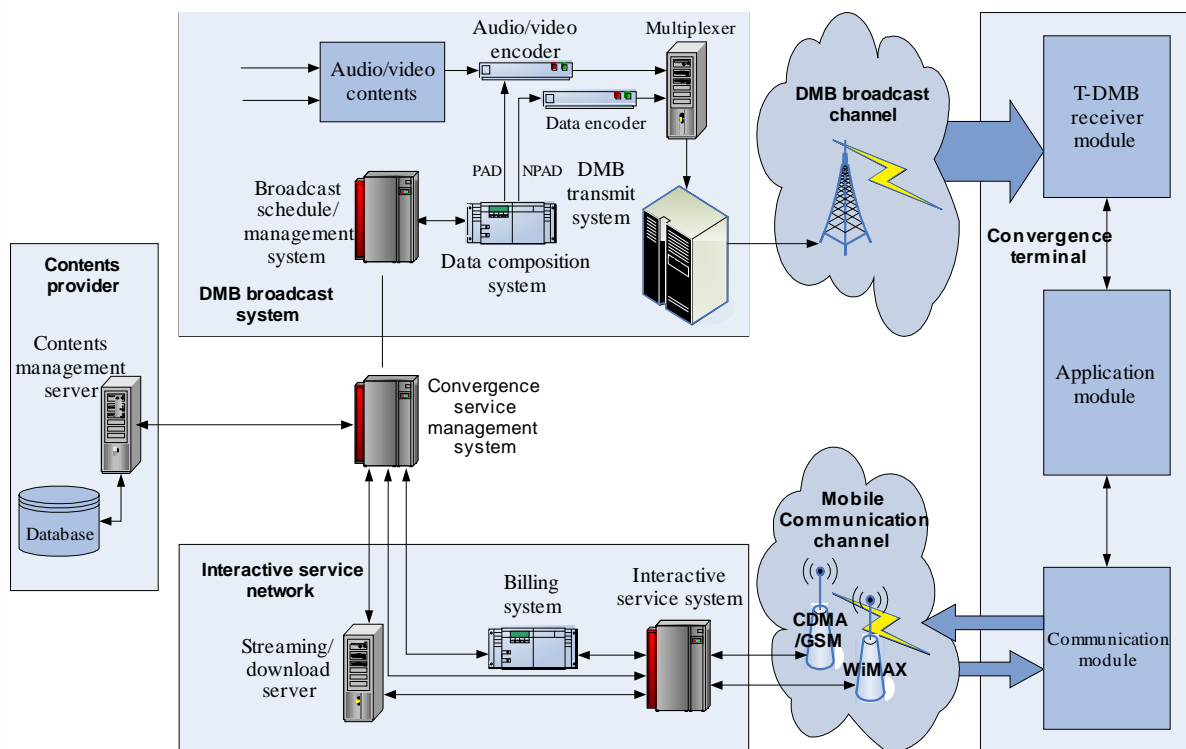 Audio/video
contents
Audio/video
encoder
Multiplexer
Data encoder
PAD
NPAD
DMB
transmit
system
Broadcast
schedule/
management
system
Data composition
system
DMB broadcast
system
DMB broadcast
channel
T-DMB
receiver
module
Convergence
terminal
Application
module
Communication
module
Contents
provider
Contents
management
server
Database
Convergence
service
management
system
Mobile
Communication
channel
CDMA
/GSM
WiMAX
Interactive service
network
Billing
system
Interactive
service system
Streaming/
download
server